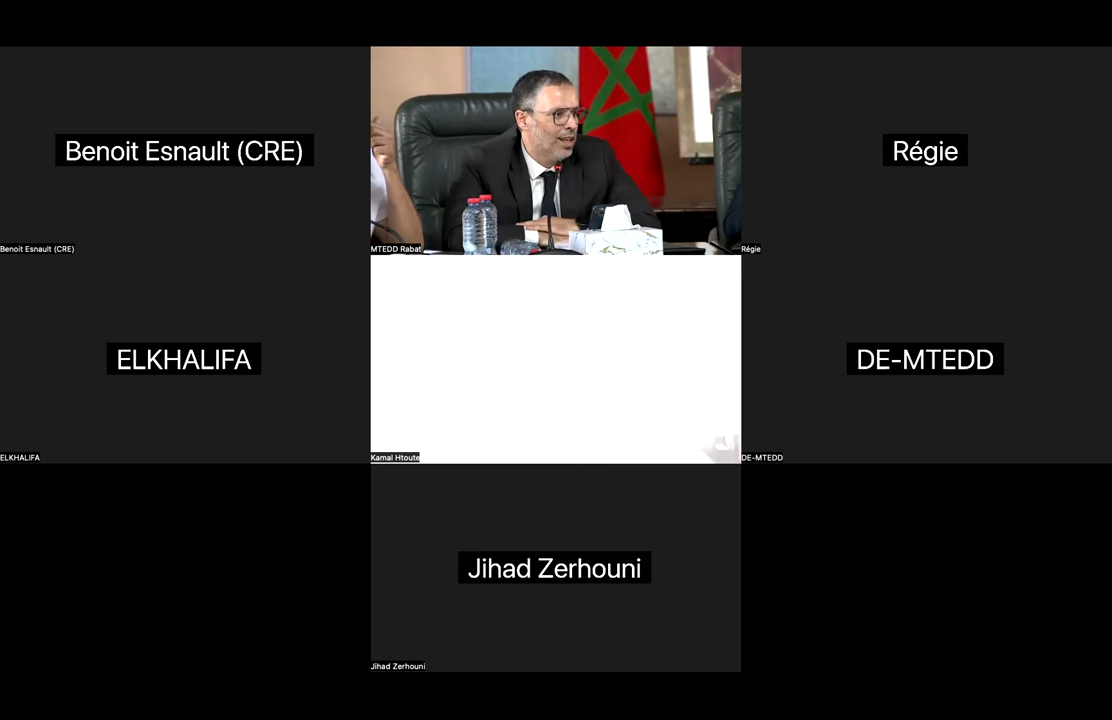 Benoit Esnault (CRE)
Benoit Esnault (CRE)
MTEDD Rabat
Régie
Régie
ELKHALIFA
ELKHALIFA
Kamal Htoute
DE-MTEDD
DE-MTEDD
Jihad Zerhouni
Jihad Zerhouni